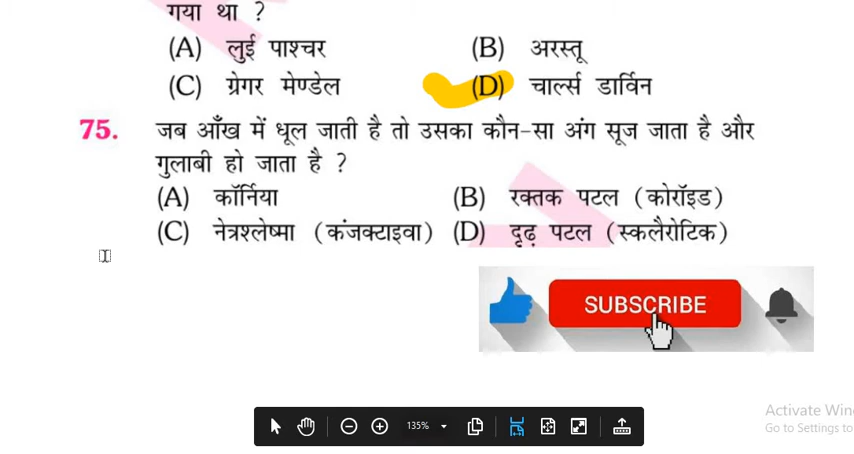 गया था ?
(A) लुई पाश्चर (B) अरस्तू
(C) ग्रेगर मेण्डेल (D) चार्ल्स डार्विन
75. जब आँख में धूल जाती है तो उसका कौन-सा अंग सूज जाता है और
गुलाबी हो जाता है ?
(A) कॉर्निया (B) रक्तक पटल (कोरॉइड)
(C) नेत्रश्लेष्मा (कंजक्टाइवा) (D) दृढ़ पटल (स्कलैरोटिक)
SUBSCRIBE
Activate Win
Go to Settings to
135%